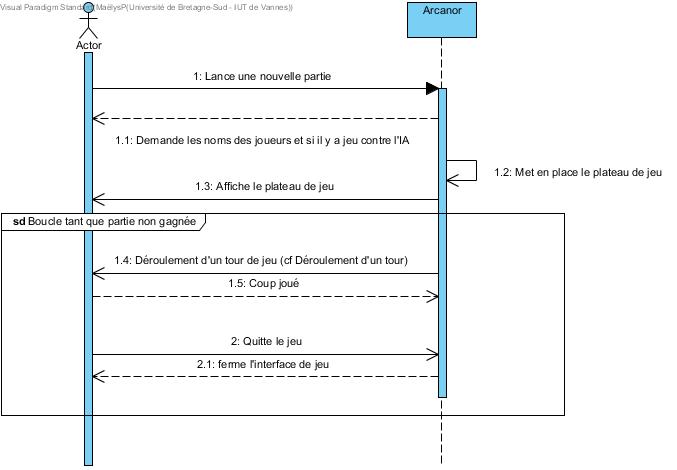 Visual Paradigm Standard(MaëlysP(Université de Bretagne-Sud - IUT de Vannes))
Arcanor
Actor
1: Lance une nouvelle partie
1.1: Demande les noms des joueurs et si il y a jeu contre l'IA
1.2: Met en place le plateau de jeu
1.3: Affiche le plateau de jeu
sd Boucle tant que partie non gagnée
1.4: Déroulement d'un tour de jeu (cf Déroulement d'un tour)
1.5: Coup joué
2: Quitte le jeu
2.1: ferme l'interface de jeu